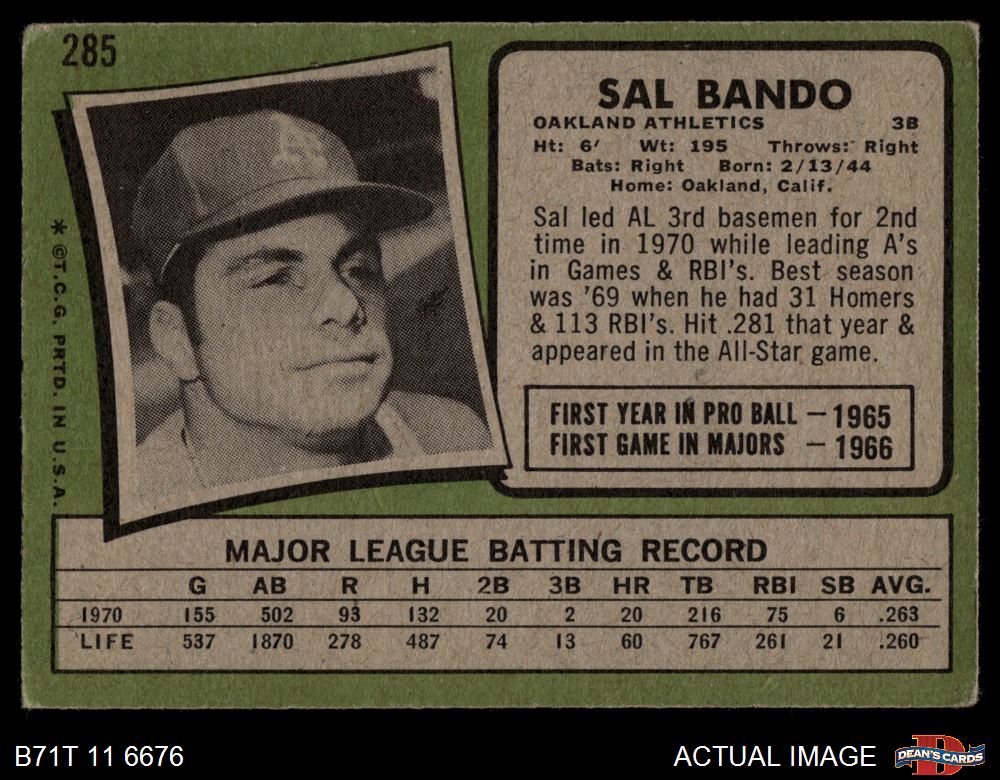 285
SAL BANDO
OAKLAND ATHLETICS 3B
Ht: 6' Wt: 195 Throws: Right
Bats: Right Born: 2/13/44
Home: Oakland, Calif.
Sal led AL 3rd basemen for 2nd
time in 1970 while leading A's
in Games & RBI's. Best season
was '69 when he had 31 Homers
& 113 RBI's. Hit .281 that year &
appeared in the All-Star game.
FIRST YEAR IN PRO BALL – 1965
FIRST GAME IN MAJORS – 1966
* ©T.C.G. PRTD. IN U.S.A.
MAJOR LEAGUE BATTING RECORD
G AB R H 2B 3B HR TB RBI SB AVG.
1970 155 502 93 132 20 2 20 216 75 6 .263
LIFE 537 1870 278 487 74 13 60 767 261 21 .260
B71T 11 6676
ACTUAL IMAGE
D
DEAN'S CARDS